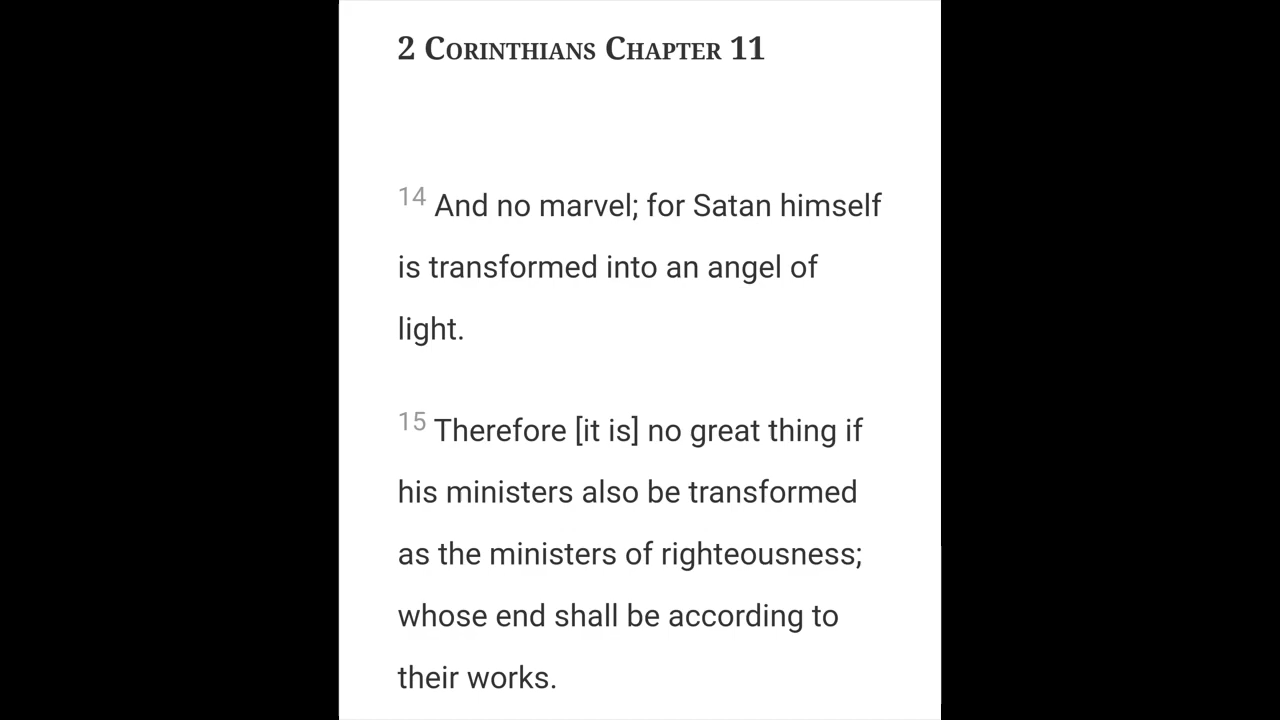 2 Corinthians Chapter 11
14 And no marvel; for Satan himself
is transformed into an angel of
light.
15 Therefore [it is] no great thing if
his ministers also be transformed
as the ministers of righteousness;
whose end shall be according to
their works.